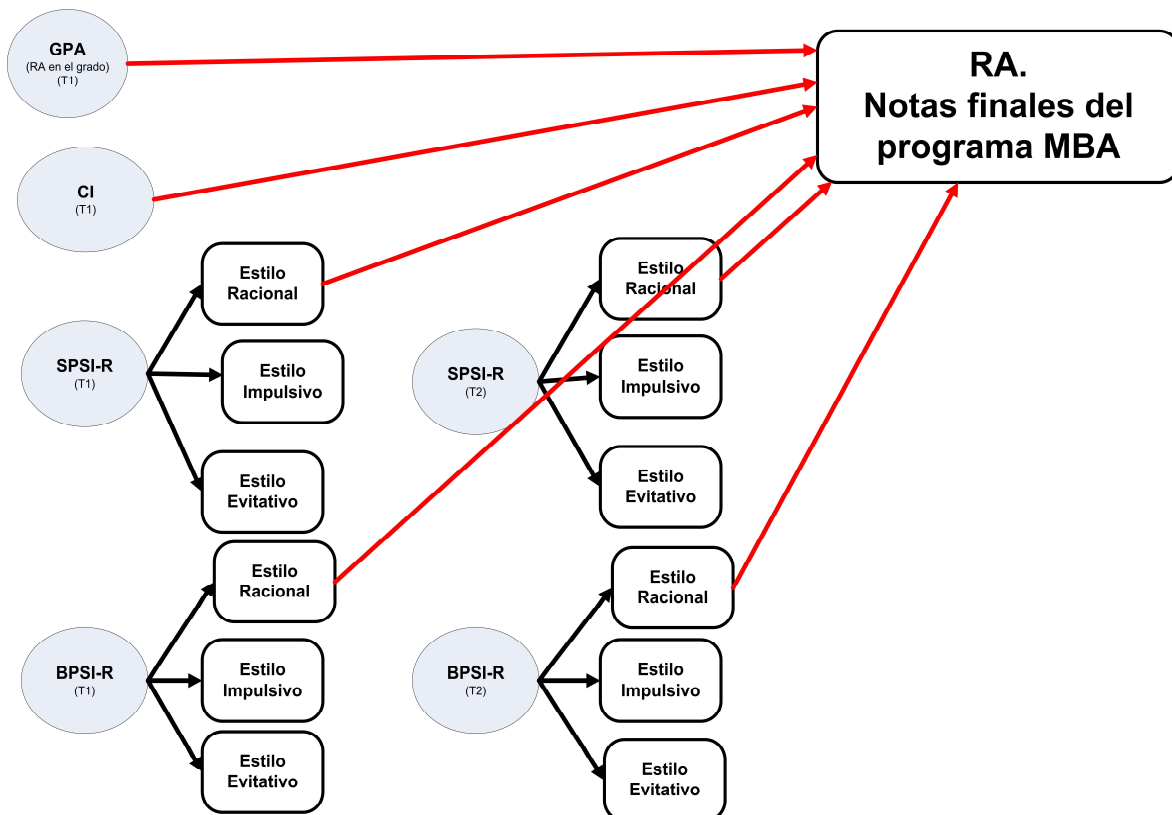 GPA
(RA en el grado)
(T1)
RA.
Notas finales del
programa MBA
CI
(T1)
Estilo
Racional
SPSI-R
(T1)
Estilo
Impulsivo
Estilo
Evitativo
Estilo
Racional
SPSI-R
(T2)
Estilo
Impulsivo
Estilo
Evitativo
Estilo
Racional
BPSI-R
(T1)
Estilo
Impulsivo
Estilo
Evitativo
Estilo
Racional
BPSI-R
(T2)
Estilo
Impulsivo
Estilo
Evitativo